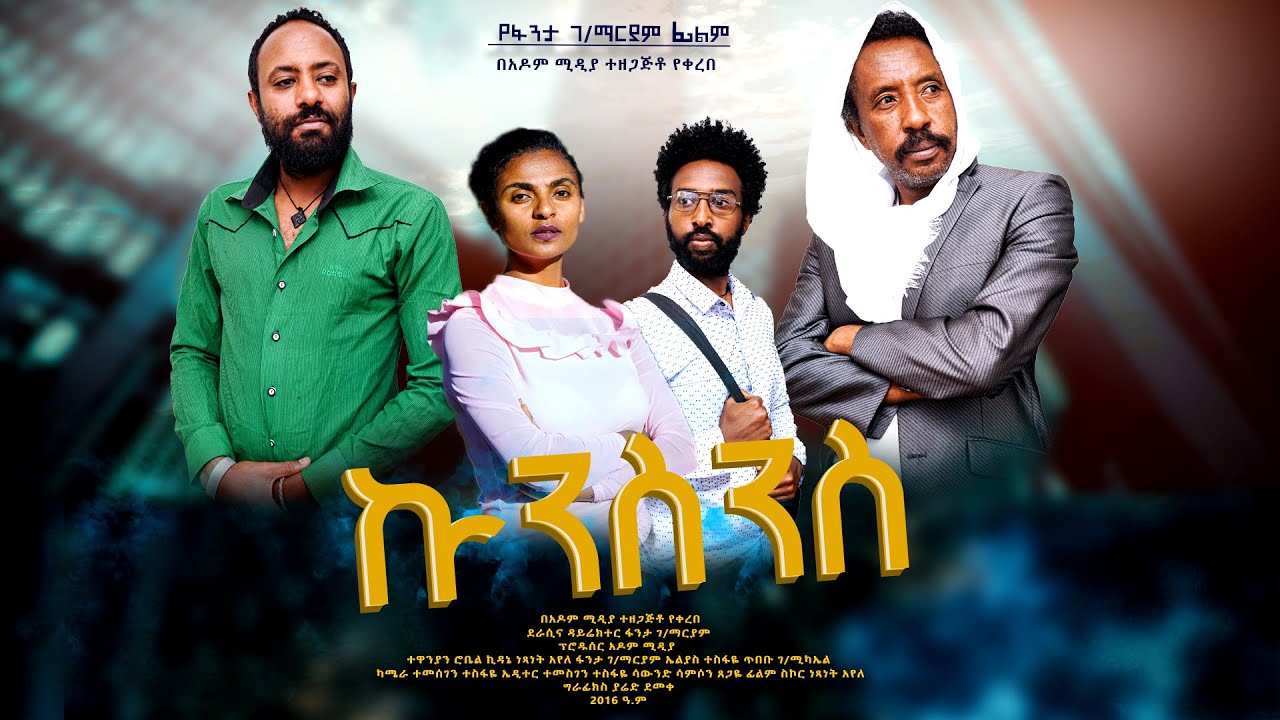 የፋንታ ገ/ማርያም ፊልም
በአዶም ሚዲያ ተዘጋጅቶ የቀረበ
ኩንስንስ
በአዶም ሚዲያ ተዘጋጅቶ የቀረበ
ደራሲና ዳይሬክተር ፋንታ ገ/ማርያም
ፕሮዱሰር አዶም ሚዲያ
ተዋንያን ሮቤል ኪዳኔ ነጻነት አየለ ፋንታ ገ/ማርያም ኤልያስ ተስፋዬ ጥበቡ ገ/ሚካኤል
ካሜራ ተመሰገን ተስፋዬ ኤዲተር ተመስገን ተስፋዬ ሳውንድ ሳምሶን ጸጋዬ ፊልም ስኮር ነጻነት አየለ
ግራፊክስ ያሬድ ደመቀ
2016 ዓ.ም